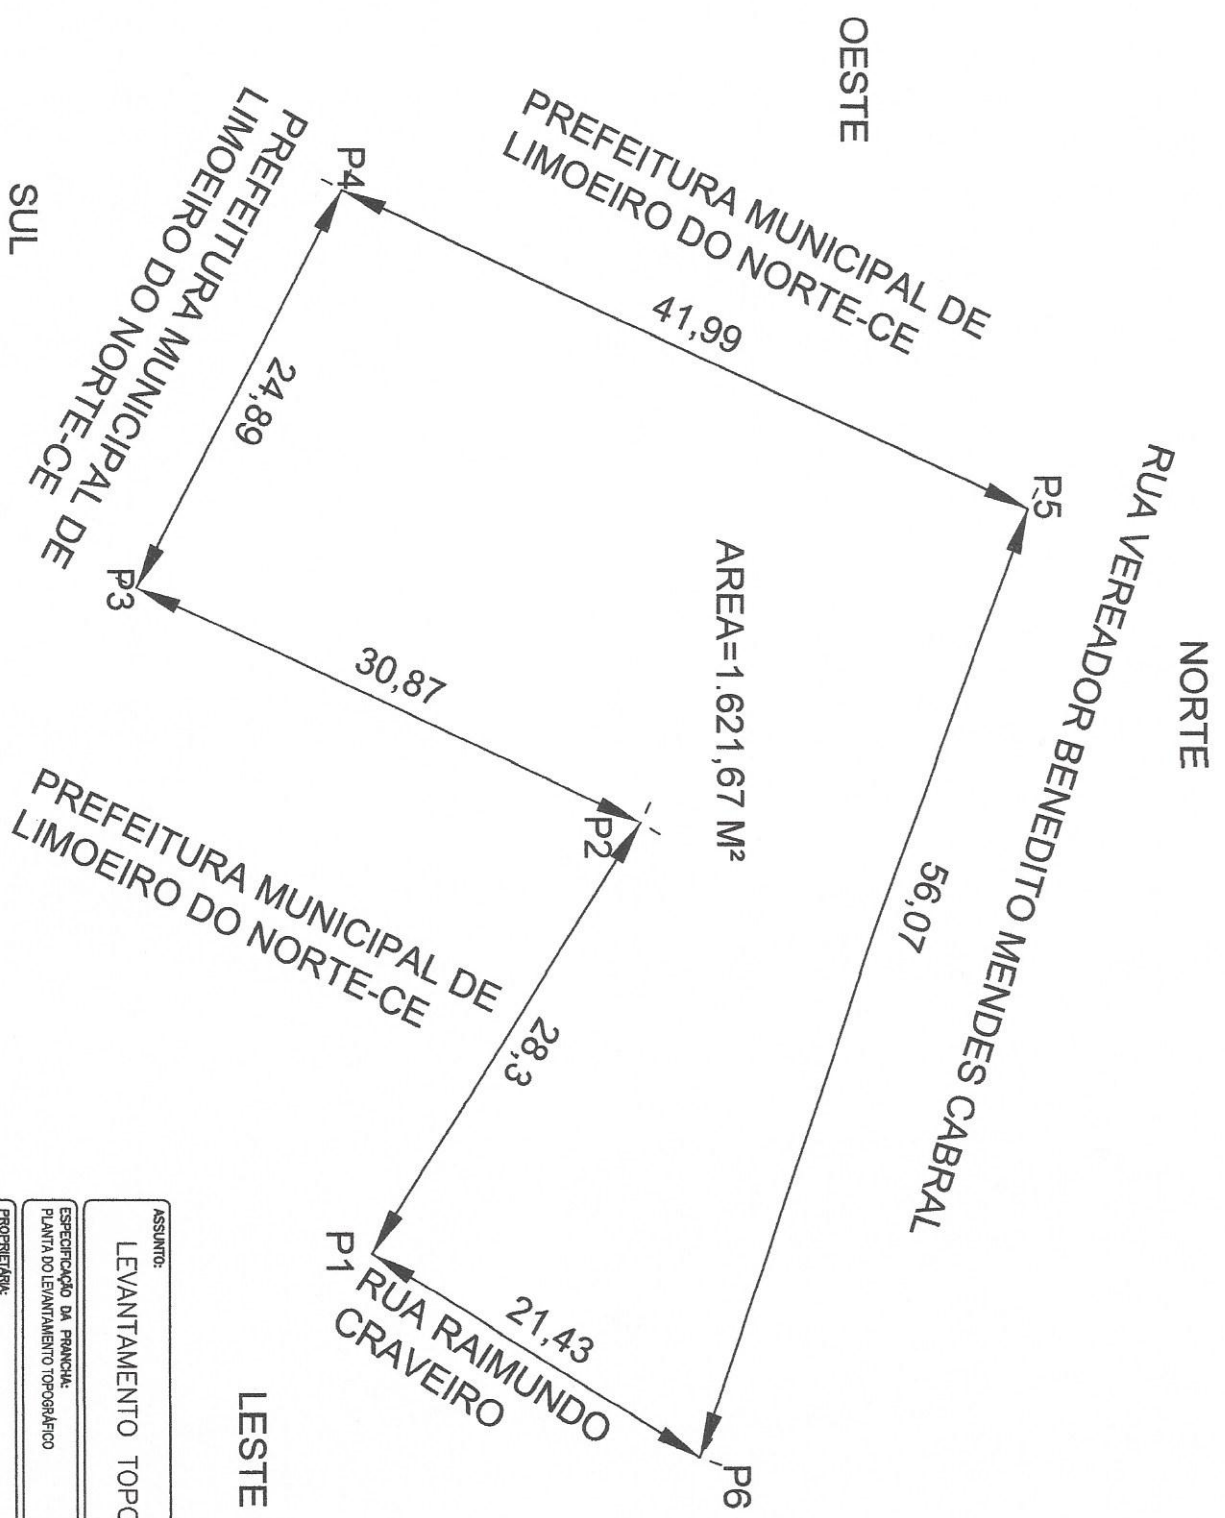 NORTE
RUA VEREADOR BENEDITO MENDES CABRAL
P5
56,07
P6
OESTE
PREFEITURA MUNICIPAL DE
LIMOEIRO DO NORTE-CE
41,99
AREA=1.621,67 M²
P4
24,89
PREFEITURA MUNICIPAL DE
LIMOEIRO DO NORTE-CE
P3
30,87
P2
PREFEITURA MUNICIPAL DE
LIMOEIRO DO NORTE-CE
28,3
P1
21,43
RUA RAIMUNDO
CRAVEIRO
SUL
LESTE
ASSUNTO:
LEVANTAMENTO TOPO
ESPECIFICAÇÃO DA PRANCHA:
PLANTA DO LEVANTAMENTO TOPOGRÁFICO
PROPRIETÁRIA: